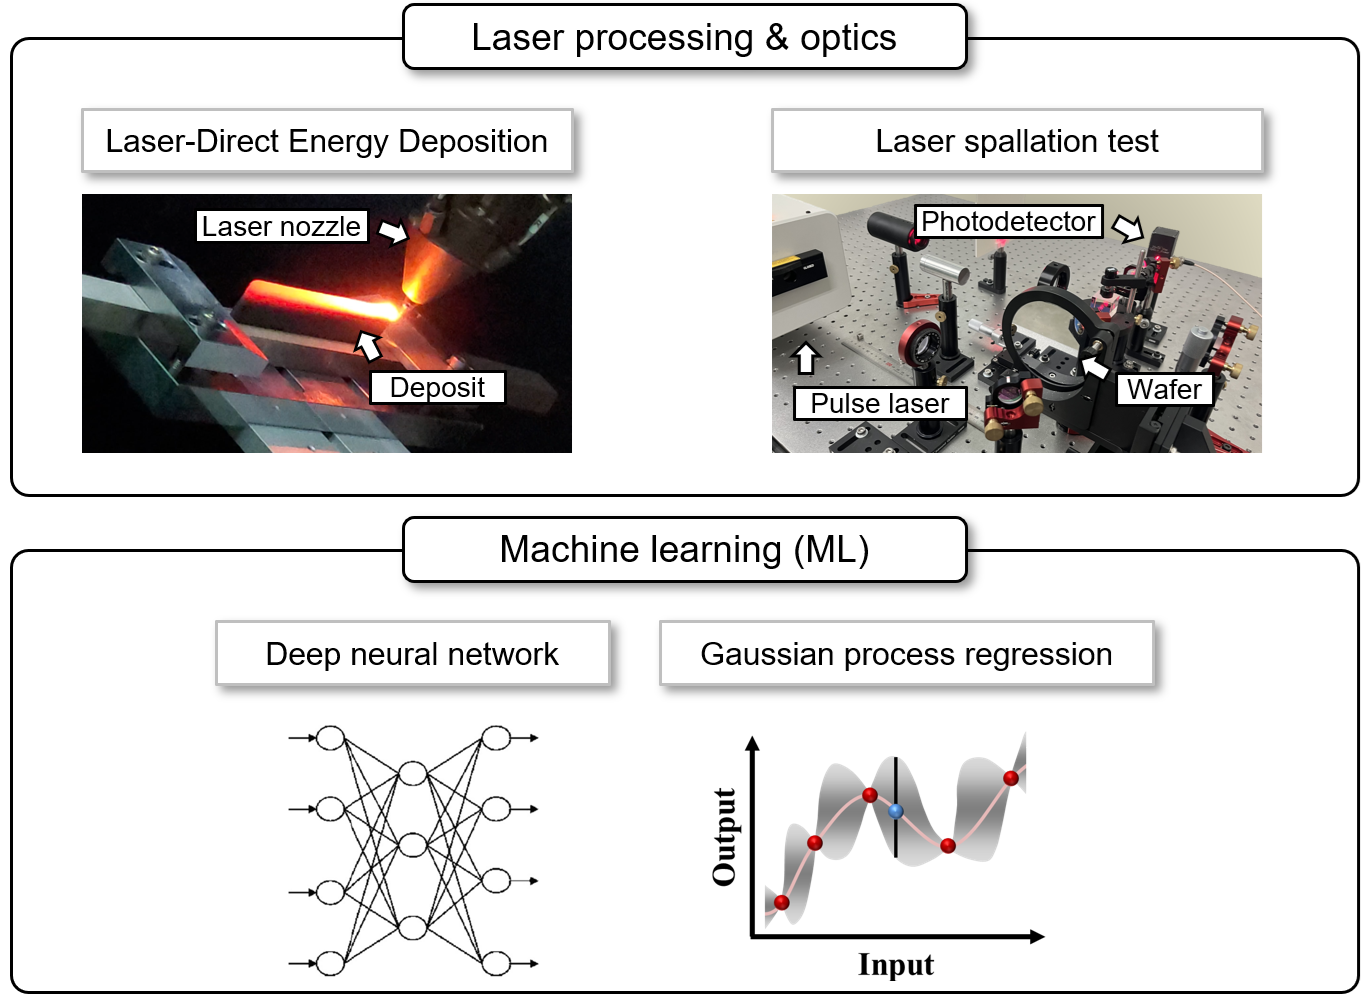 Laser processing & optics
Laser-Direct Energy Deposition
Laser spallation test
Laser nozzle
Deposit
Photodetector
Pulse laser
Wafer
Machine learning (ML)
Deep neural network
Gaussian process regression
Output
Input